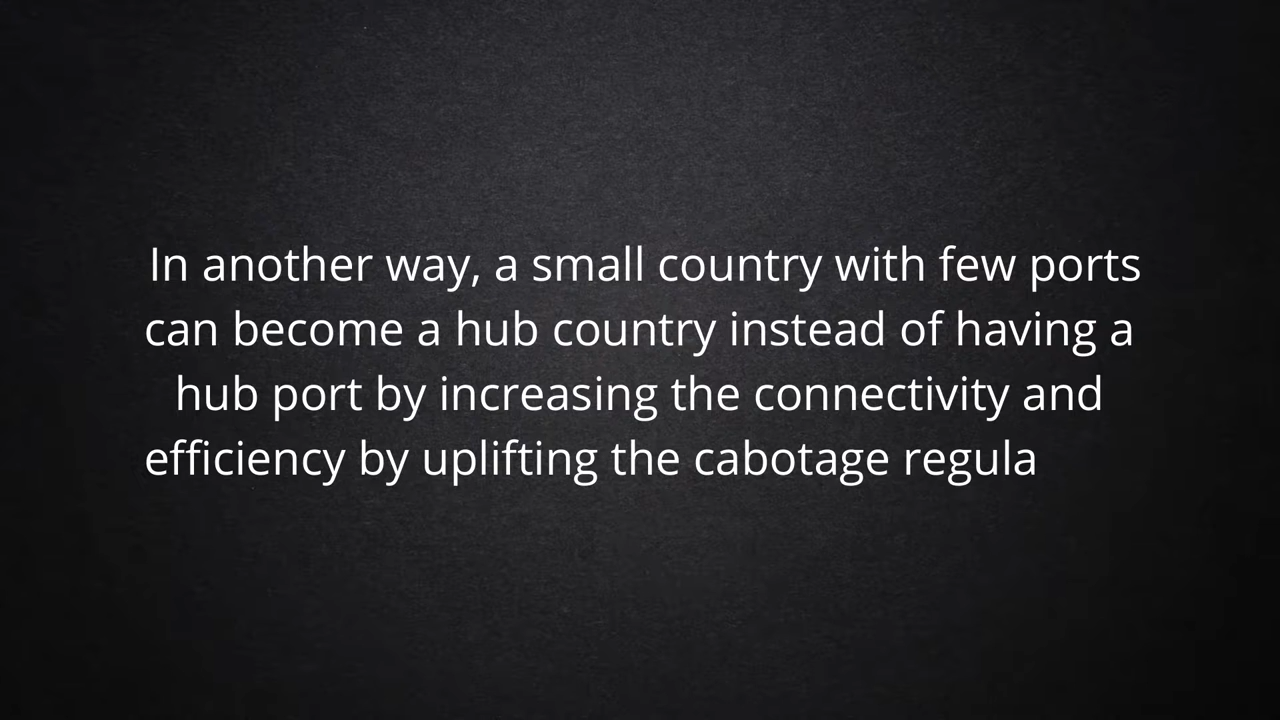 In another way, a small country with few ports
can become a hub country instead of having a
hub port by increasing the connectivity and
efficiency by uplifting the cabotage regula